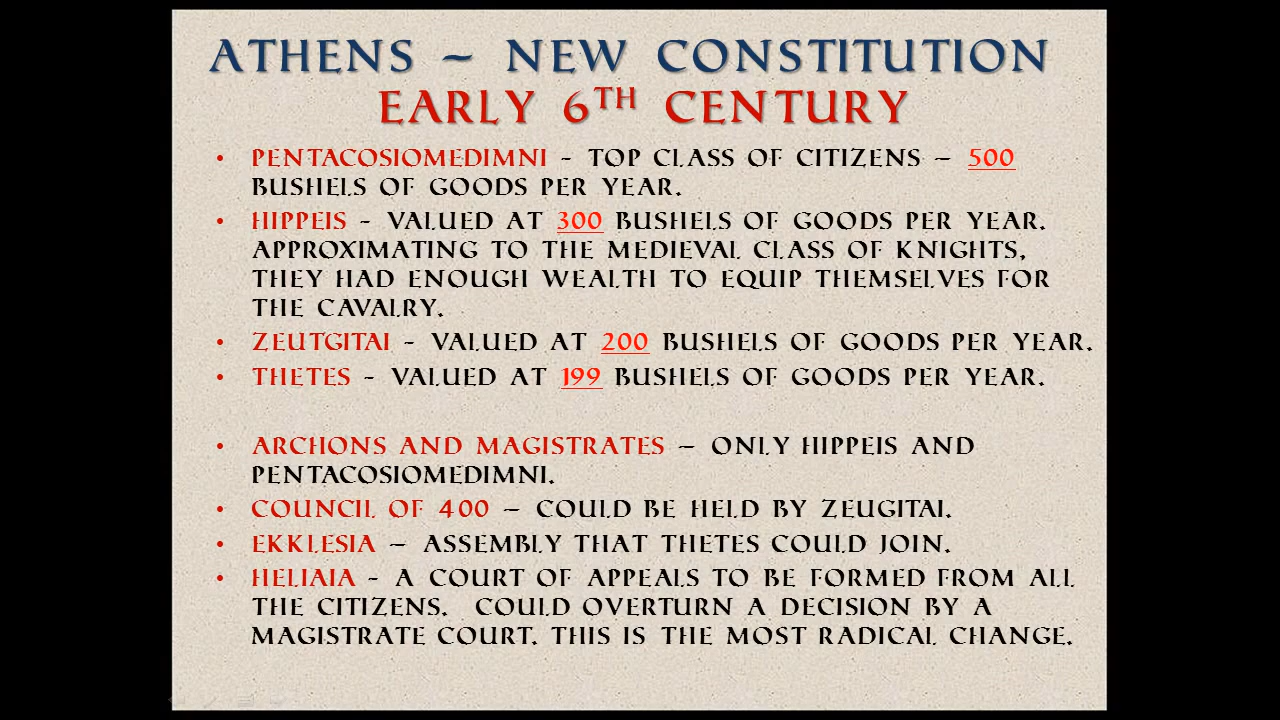 ATHENS – NEW CONSTITUTION
EARLY 6TH CENTURY
• PENTACOSIOMEDIMNI - TOP CLASS OF CITIZENS – 500
BUSHELS OF GOODS PER YEAR.
• HIPPEIS - VALUED AT 300 BUSHELS OF GOODS PER YEAR.
APPROXIMATING TO THE MEDIEVAL CLASS OF KNIGHTS,
THEY HAD ENOUGH WEALTH TO EQUIP THEMSELVES FOR
THE CAVALRY.
• ZEUTGITAI - VALUED AT 200 BUSHELS OF GOODS PER YEAR.
• THETES - VALUED AT 199 BUSHELS OF GOODS PER YEAR.
• ARCHONS AND MAGISTRATES – ONLY HIPPEIS AND
PENTACOSIOMEDIMNI.
• COUNCIL OF 400 – COULD BE HELD BY ZEUGITAI.
• EKKLESIA – ASSEMBLY THAT THETES COULD JOIN.
• HELIAIA - A COURT OF APPEALS TO BE FORMED FROM ALL
THE CITIZENS. COULD OVERTURN A DECISION BY A
MAGISTRATE COURT. THIS IS THE MOST RADICAL CHANGE.